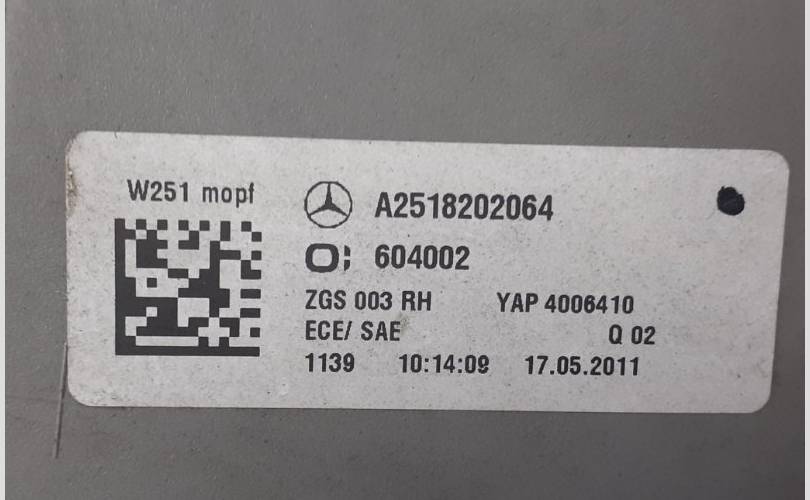 W251 mopf
A2518202064
604002
ZGS 003 RH YAP 4006410
ECE/ SAE Q 02
1139 10:14:09 17.05.2011